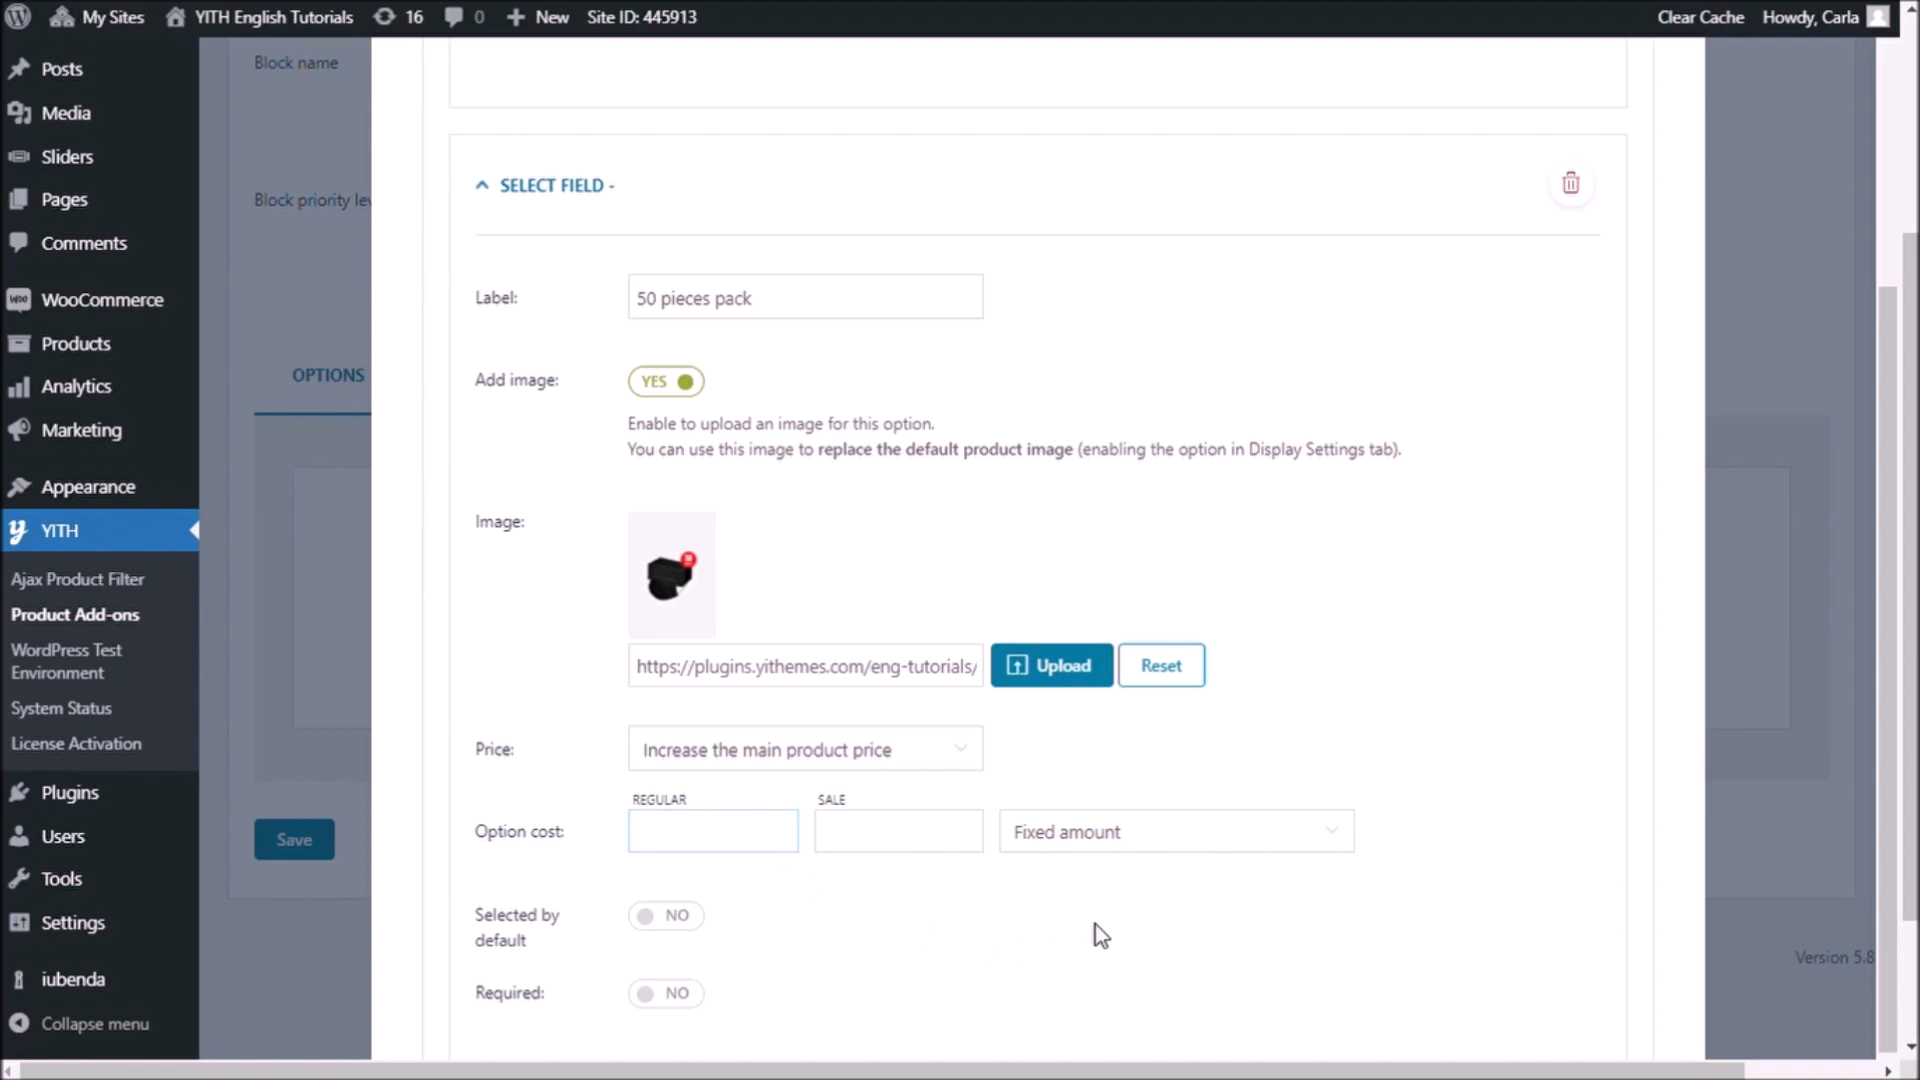 My Sites
YITH English Tutorials
16
0
New
Site ID: 445913
Clear Cache
Howdy, Carla
Posts
Media
Sliders
Pages
Comments
WooCommerce
Products
Analytics
Marketing
Appearance
YITH
Ajax Product Filter
Product Add-ons
WordPress Test
Environment
System Status
License Activation
Plugins
Users
Tools
Settings
iubenda
Collapse menu
Block name
Block priority lev
OPTIONS
Save
SELECT FIELD -
Label:
50 pieces pack
Add image:
YES
Enable to upload an image for this option.
You can use this image to replace the default product image (enabling the option in Display Settings tab).
Image:
https://plugins.yithemes.com/eng-tutorials/
Upload
Reset
Price:
Increase the main product price
REGULAR
SALE
Option cost:
Fixed amount
Selected by
default
NO
Required:
NO
Version 5.8